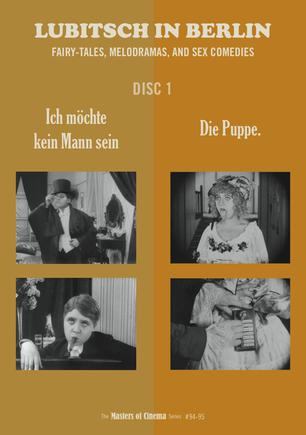 LUBITSCH IN BERLIN
FAIRY-TALES, MELODRAMAS, AND SEX COMEDIES
DISC 1
Ich möchte
kein Mann sein
Die Puppe.
The Masters of Cinema Series #94-95